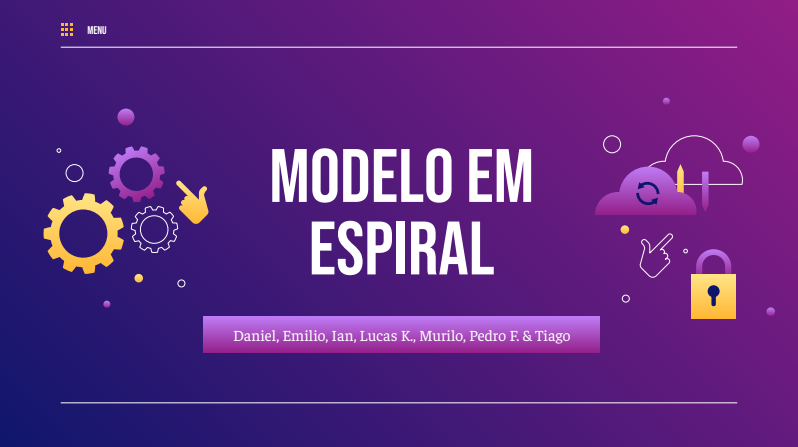 MENU
MODELO EM
ESPIRAL
Daniel, Emilio, Ian, Lucas K., Murilo, Pedro F. & Tiago